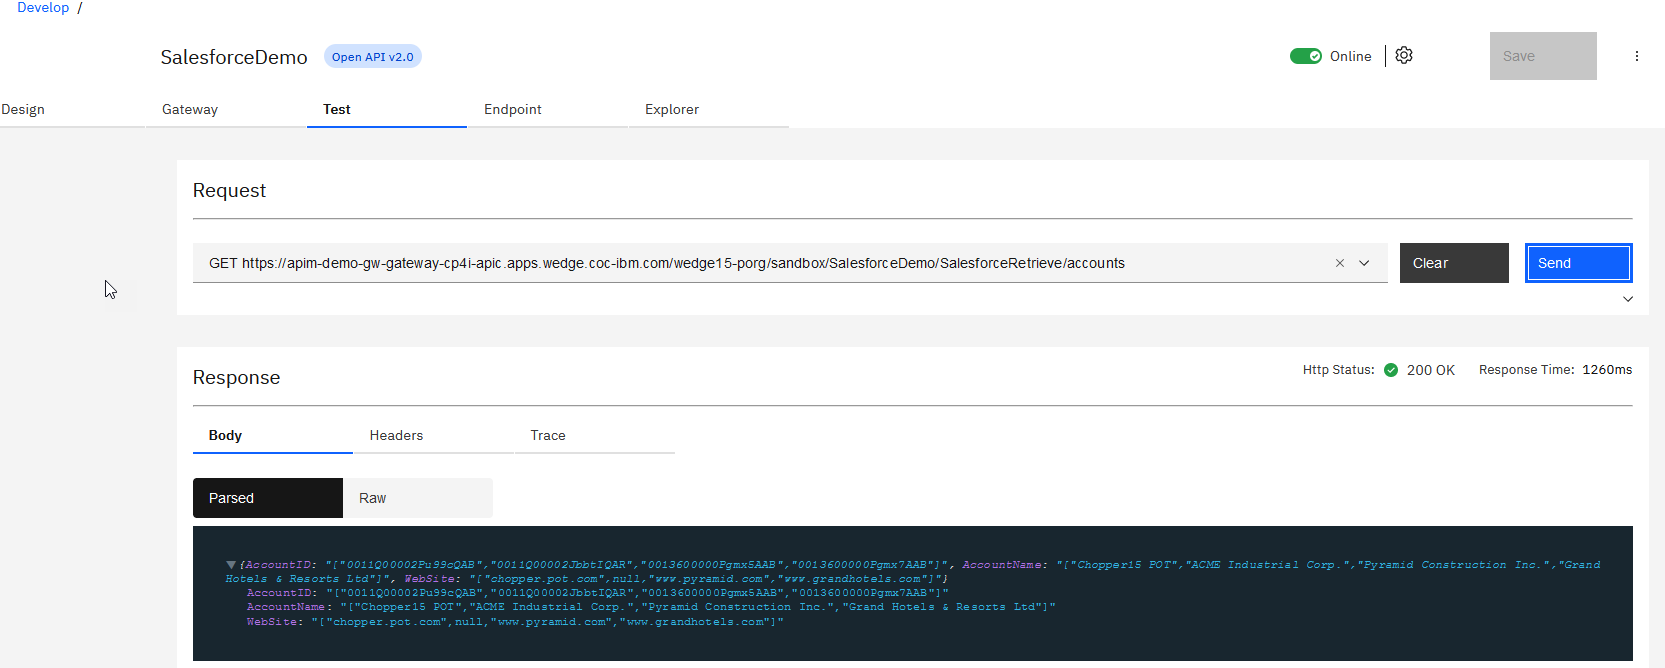 Develop /
SalesforceDemo Open API v2.0 Online Save
Design Gateway Test Endpoint Explorer
Request
GET https://apim-demo-gw-gateway-cp4i-apic.apps.wedge.coc-ibm.com/wedge15-porg/sandbox/SalesforceDemo/SalesforceRetrieve/accounts Clear Send
Response Http Status: 200 OK Response Time: 1260ms
Body Headers Trace
Parsed Raw
▼{AccountID: "["0011Q00002Pu99cQAB","0011Q00002JbbtIQAR","0013600000Pgmx5AAB","0013600000Pgmx7AAB"]", AccountName: "["Chopper15 POT","ACME Industrial Corp.","Pyramid Construction Inc.","Grand
Hotels & Resorts Ltd"]", WebSite: "["chopper.pot.com",null,"www.pyramid.com","www.grandhotels.com"]"}
AccountID: "["0011Q00002Pu99cQAB","0011Q00002JbbtIQAR","0013600000Pgmx5AAB","0013600000Pgmx7AAB"]"
AccountName: "["Chopper15 POT","ACME Industrial Corp.","Pyramid Construction Inc.","Grand Hotels & Resorts Ltd"]"
WebSite: "["chopper.pot.com",null,"www.pyramid.com","www.grandhotels.com"]"